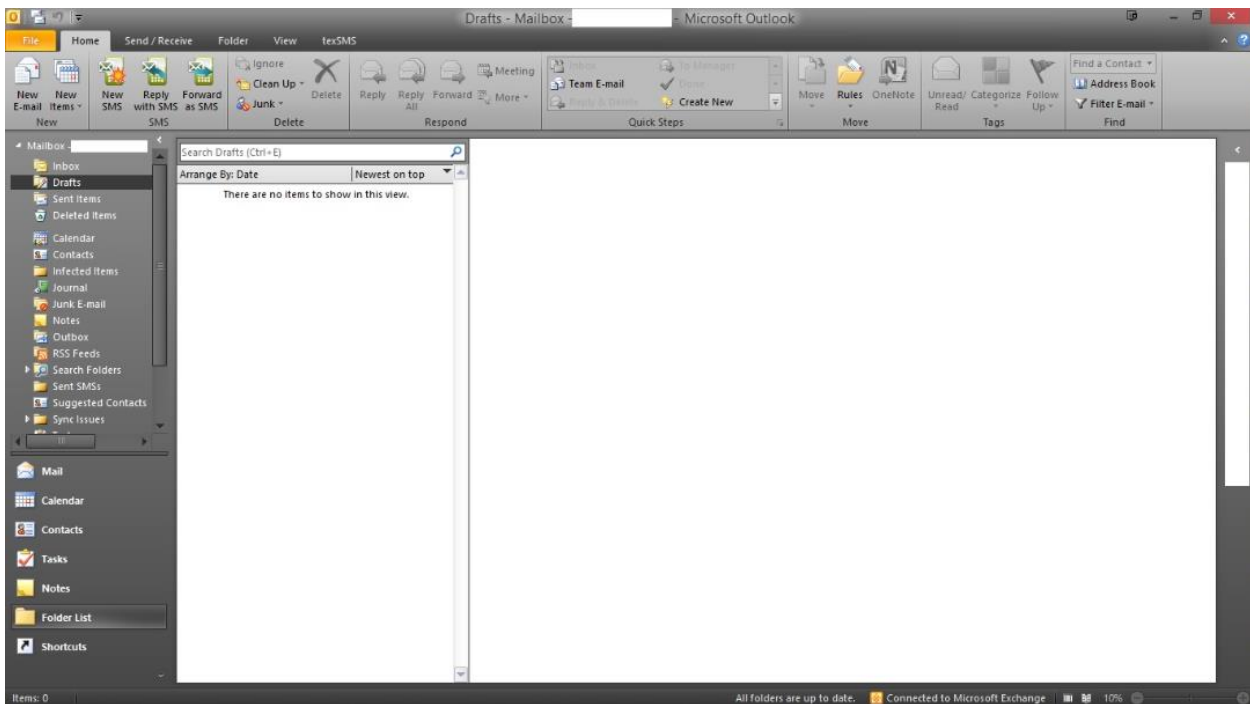 Drafts - Mailbox - - Microsoft Outlook
File Home Send / Receive Folder View texSMS
New E-mail
New Items
New
New SMS
Reply with SMS
Forward as SMS
SMS
Ignore
Clean Up
Junk
Delete
Delete
Reply
Reply All
Forward
Meeting
More
Respond
Inbox
Team E-mail
Reply & Delete
To Manager
Done
Create New
Quick Steps
Move
Rules
OneNote
Move
Unread/ Read
Categorize
Follow Up
Tags
Find a Contact
Address Book
Filter E-mail
Find
Mailbox -
Inbox
Drafts
Sent Items
Deleted Items
Calendar
Contacts
Infected Items
Journal
Junk E-mail
Notes
Outbox
RSS Feeds
Search Folders
Sent SMSs
Suggested Contacts
Sync Issues
Mail
Calendar
Contacts
Tasks
Notes
Folder List
Shortcuts
Search Drafts (Ctrl+E)
Arrange By: Date Newest on top
There are no items to show in this view.
Items: 0 All folders are up to date. Connected to Microsoft Exchange 10%